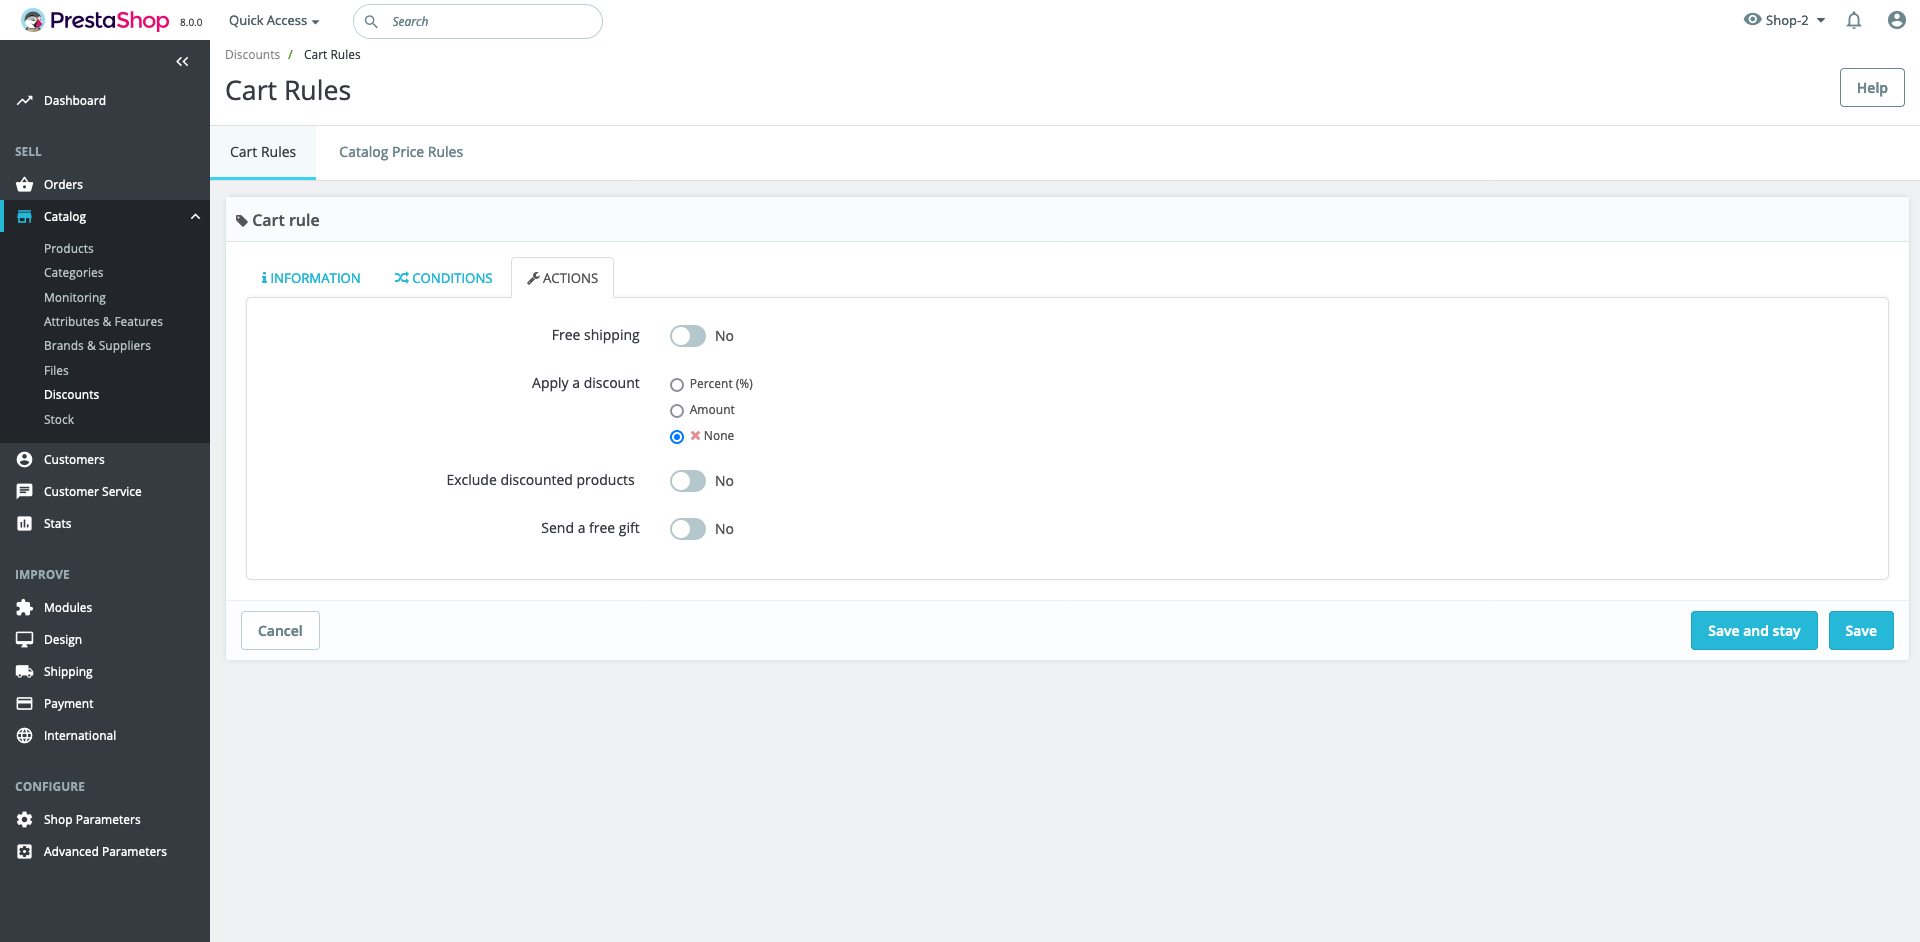 PrestaShop 8.0.0
Quick Access
Search
Shop-2
Discounts / Cart Rules
Cart Rules
Help
Cart Rules
Catalog Price Rules
Dashboard
SELL
Orders
Catalog
Products
Categories
Monitoring
Attributes & Features
Brands & Suppliers
Files
Discounts
Stock
Customers
Customer Service
Stats
IMPROVE
Modules
Design
Shipping
Payment
International
CONFIGURE
Shop Parameters
Advanced Parameters
Cart rule
INFORMATION
CONDITIONS
ACTIONS
Free shipping No
Apply a discount Percent (%)
Amount
None
Exclude discounted products No
Send a free gift No
Cancel
Save and stay
Save